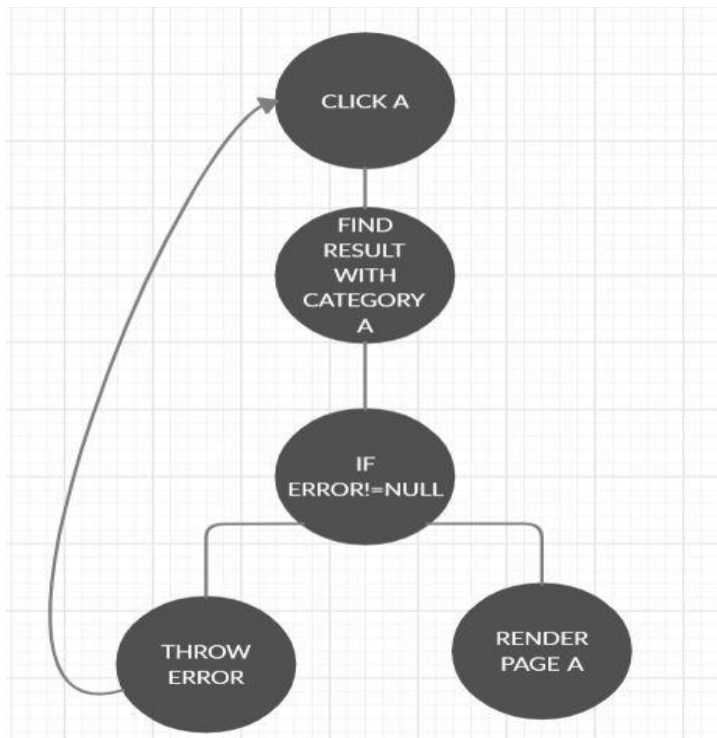 CLICK A
FIND
RESULT
WITH
CATEGORY
A
IF
ERROR!=NULL
THROW
ERROR
RENDER
PAGE A